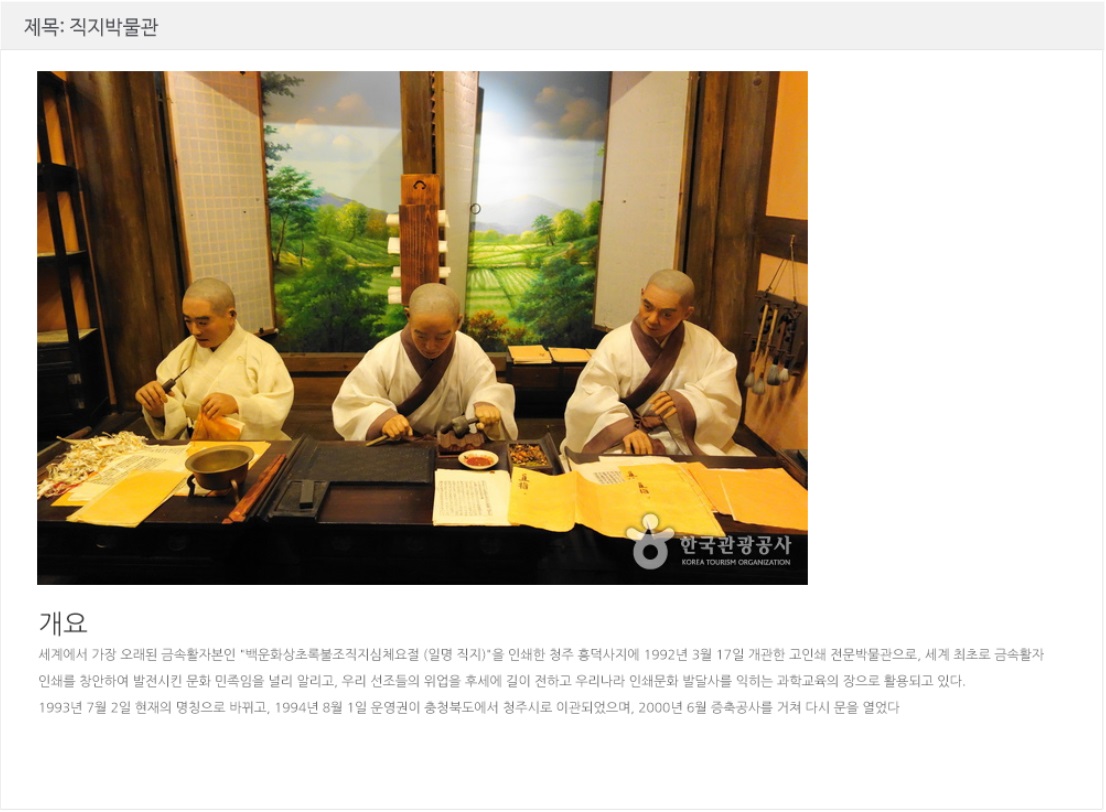 제목: 직지박물관
한국관광공사
KOREA TOURISM ORGANIZATION
개요
세계에서 가장 오래된 금속활자본인 "백운화상초록불조직지심체요절 (일명 직지)"을 인쇄한 청주 흥덕사지에 1992년 3월 17일 개관한 고인쇄 전문박물관으로, 세계 최초로 금속활자
인쇄를 창안하여 발전시킨 문화 민족임을 널리 알리고, 우리 선조들의 위업을 후세에 길이 전하고 우리나라 인쇄문화 발달사를 익히는 과학교육의 장으로 활용되고 있다.
1993년 7월 2일 현재의 명칭으로 바뀌고, 1994년 8월 1일 운영권이 충청북도에서 청주시로 이관되었으며, 2000년 6월 증축공사를 거쳐 다시 문을 열었다